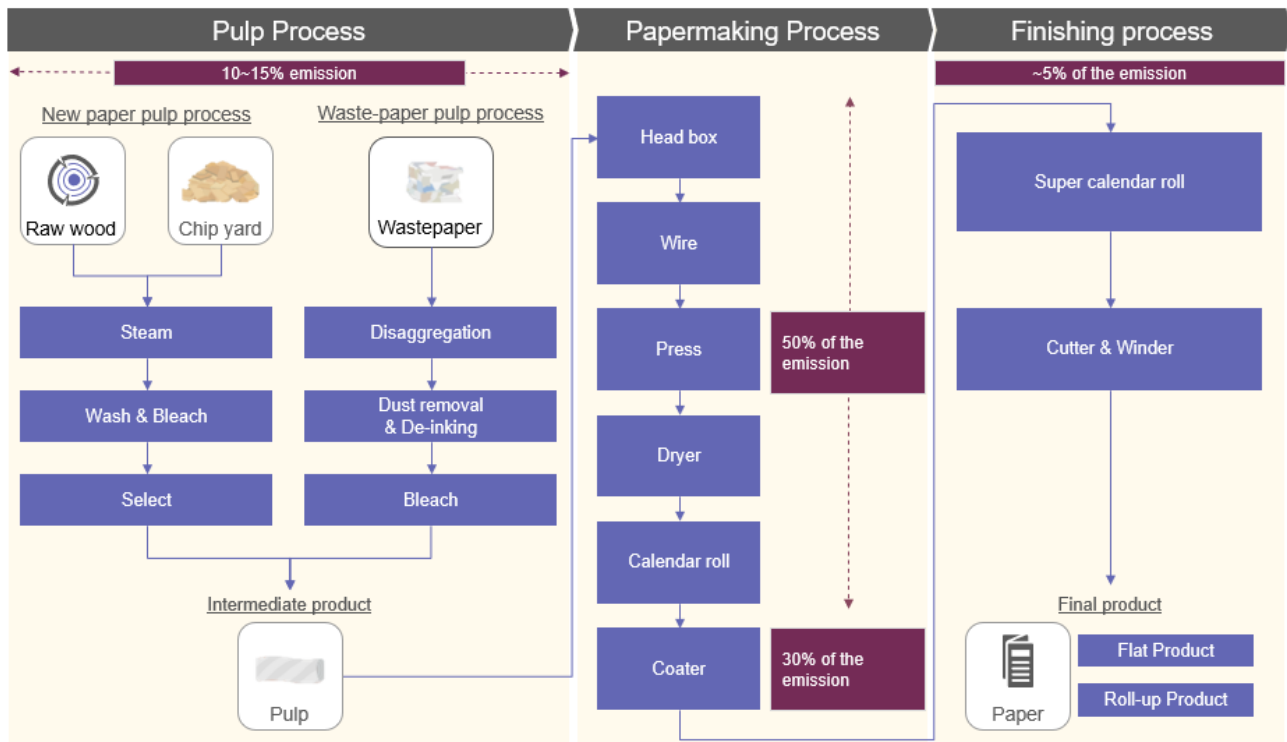 Pulp Process
Papermaking Process
Finishing process
10~15% emission
~5% of the emission
New paper pulp process
Waste-paper pulp process
Raw wood
Chip yard
Wastepaper
Steam
Wash & Bleach
Select
Disaggregation
Dust removal
& De-inking
Bleach
Intermediate product
Pulp
Head box
Wire
Press
Dryer
Calendar roll
Coater
50% of the
emission
30% of the
emission
Super calendar roll
Cutter & Winder
Final product
Paper
Flat Product
Roll-up Product